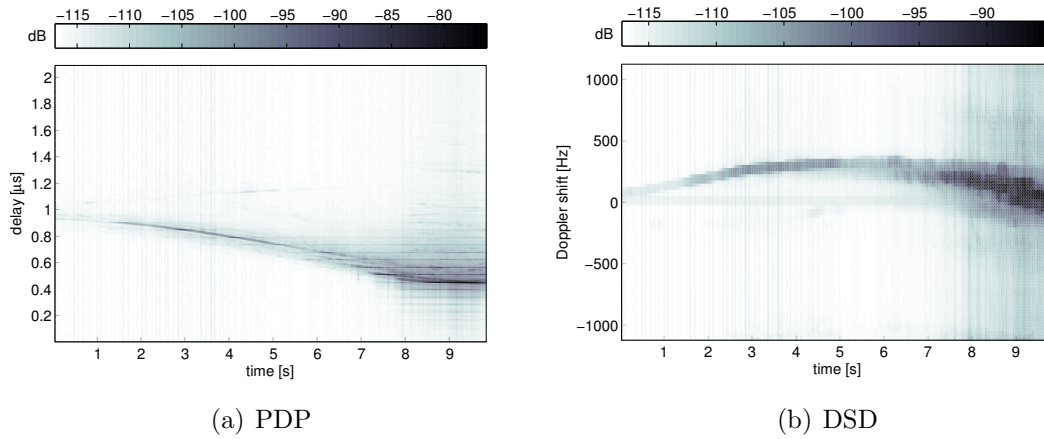 −115 −110 −105 −100 −95 −90 −85 −80
dB
2
1.8
1.6
1.4
1.2
1
0.8
0.6
0.4
0.2
delay [μs]
1 2 3 4 5 6 7 8 9
time [s]
(a) PDP
−115 −110 −105 −100 −95 −90
dB
1000
500
0
−500
−1000
Doppler shift [Hz]
1 2 3 4 5 6 7 8 9
time [s]
(b) DSD